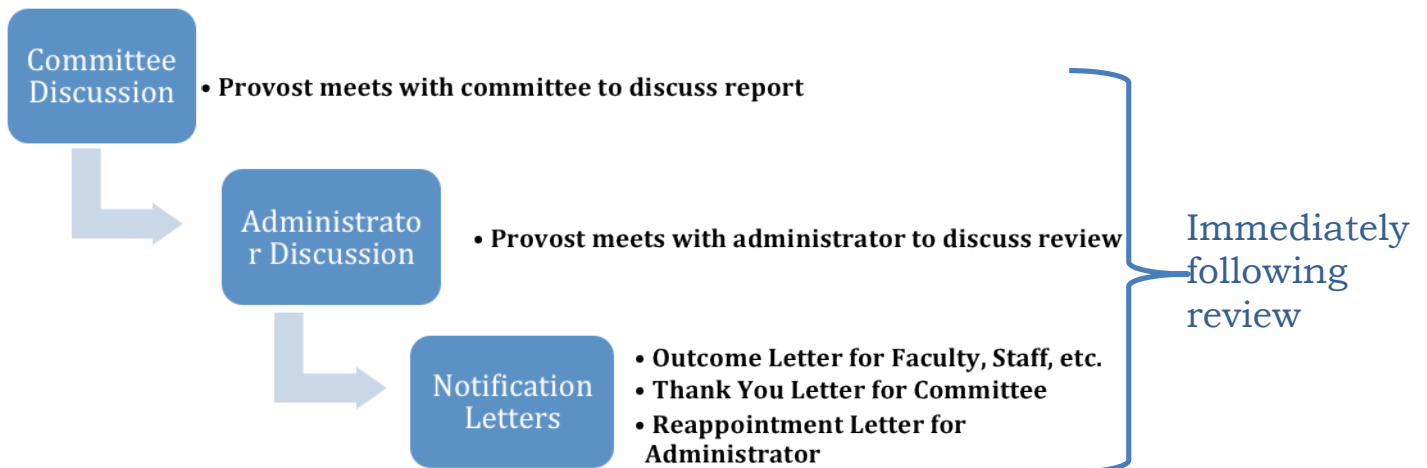 Committee
Discussion
• Provost meets with committee to discuss report
Administrato
r Discussion
• Provost meets with administrator to discuss review
Immediately
following
review
Notification
Letters
• Outcome Letter for Faculty, Staff, etc.
• Thank You Letter for Committee
• Reappointment Letter for
Administrator